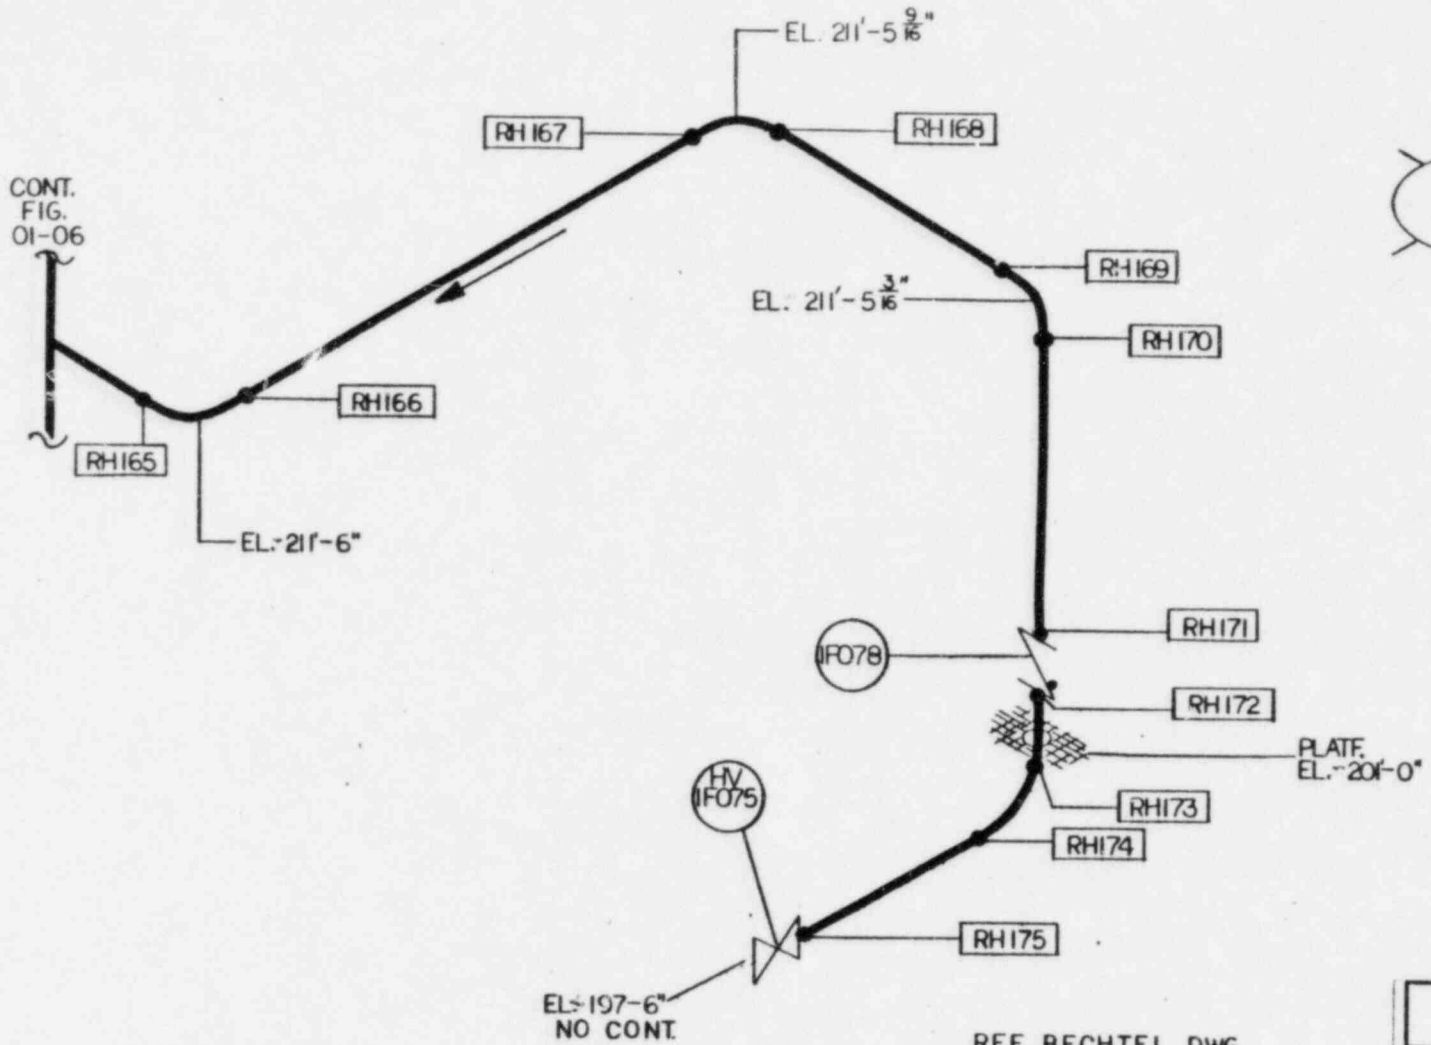 EL. 211'-5 9/16"
RH167
RH168
CONT.
FIG.
01-06
RH169
EL.- 211'-5 3/16"
RH170
RH166
RH165
EL.-211'-6"
RH171
1F078
RH172
PLATF.
EL.-201'-0"
HV
1F075
RH173
RH174
RH175
EL.-197-6"
NO CONT.
REF. BECHTEL DWG.